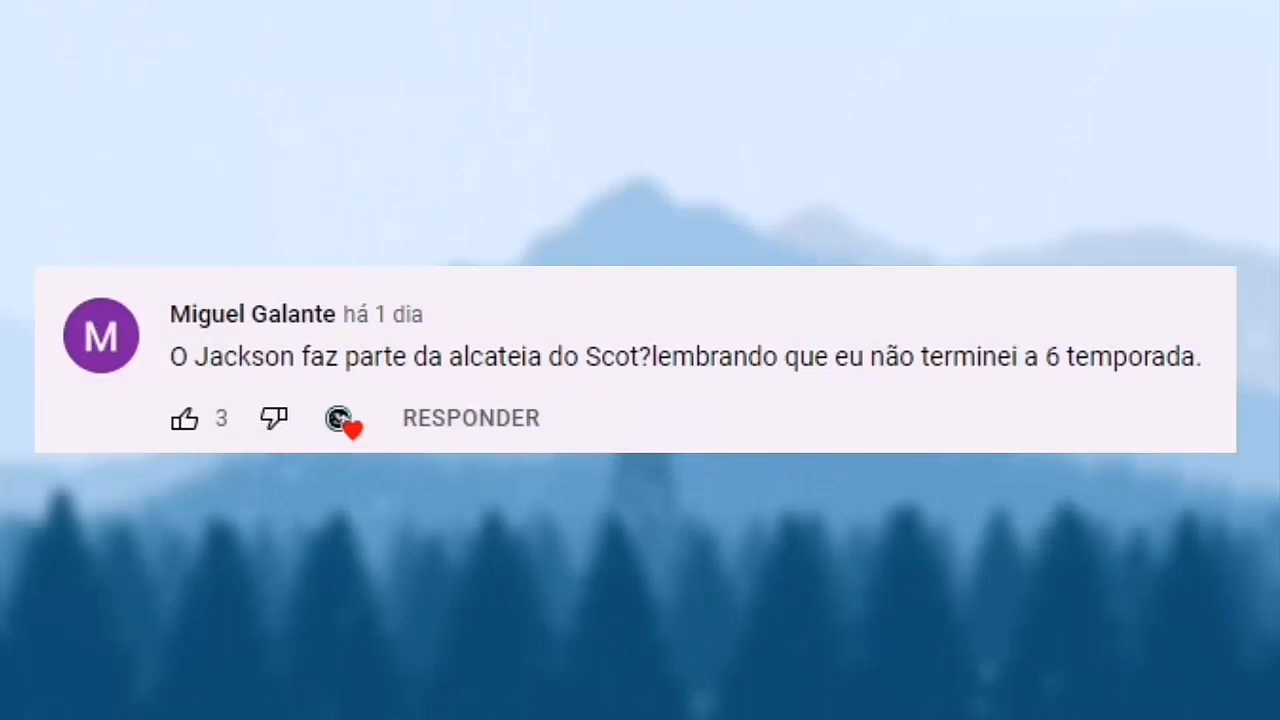 M
Miguel Galante há 1 dia
O Jackson faz parte da alcateia do Scot?lembrando que eu não terminei a 6 temporada.
3 RESPONDER